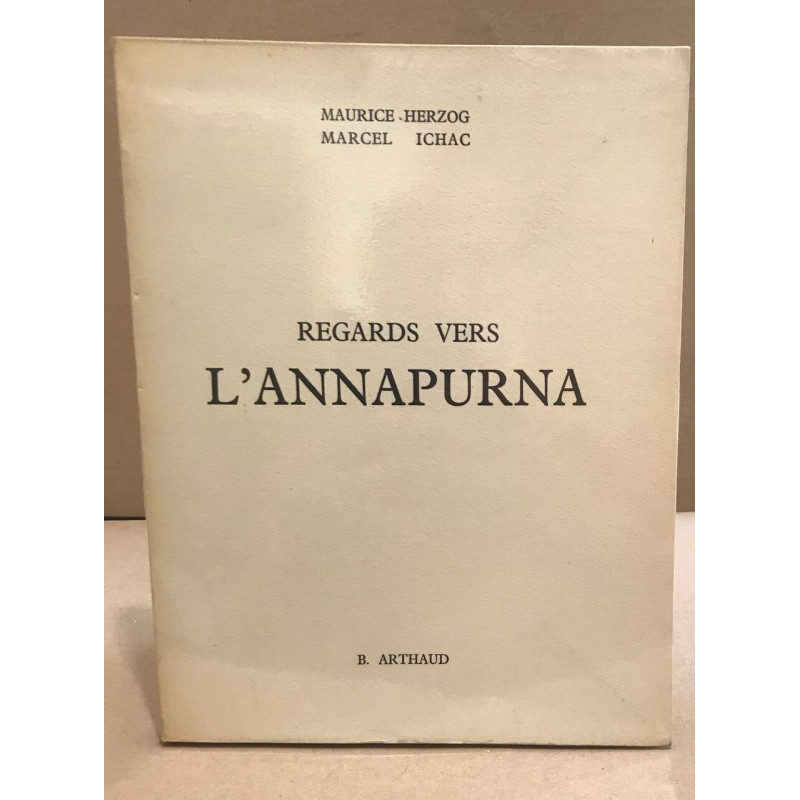 MAURICE HERZOG
MARCEL ICHAC
REGARDS VERS
L'ANNAPURNA
B. ARTHAUD